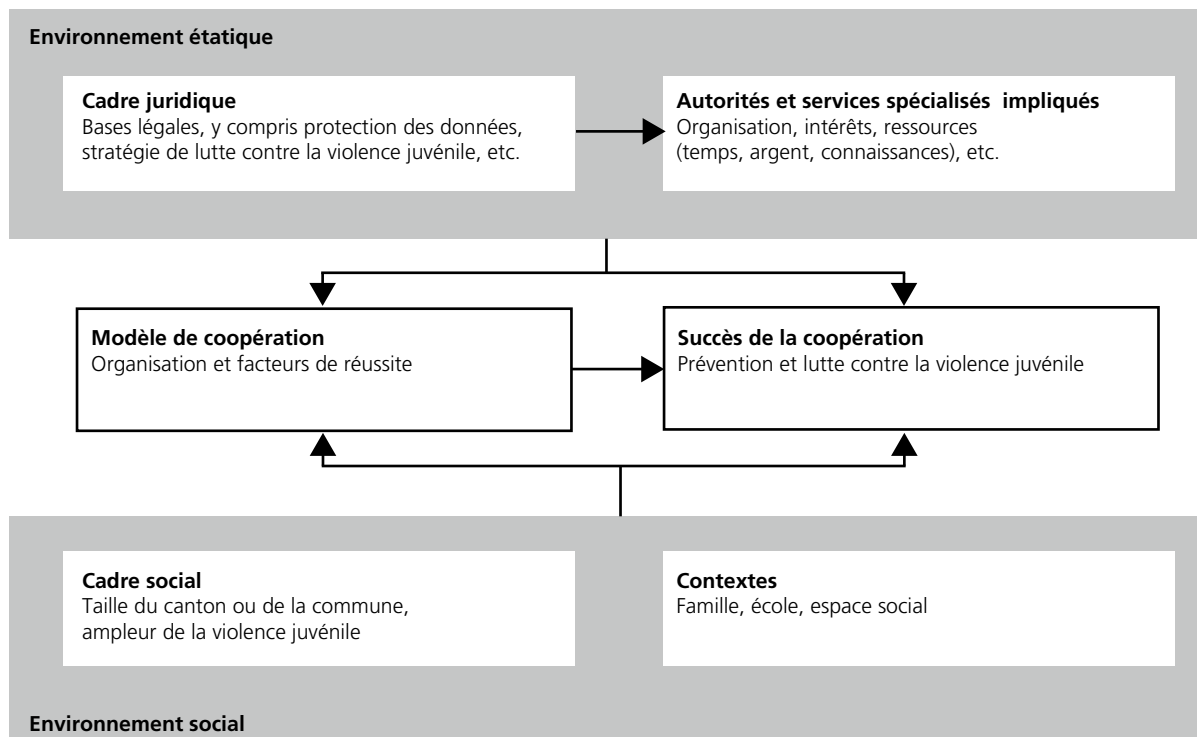 Environnement étatique
Cadre juridique
Bases légales, y compris protection des données,
stratégie de lutte contre la violence juvénile, etc.
Autorités et services spécialisés impliqués
Organisation, intérêts, ressources
(temps, argent, connaissances), etc.
Modèle de coopération
Organisation et facteurs de réussite
Succès de la coopération
Prévention et lutte contre la violence juvénile
Cadre social
Taille du canton ou de la commune,
ampleur de la violence juvénile
Contextes
Famille, école, espace social
Environnement social